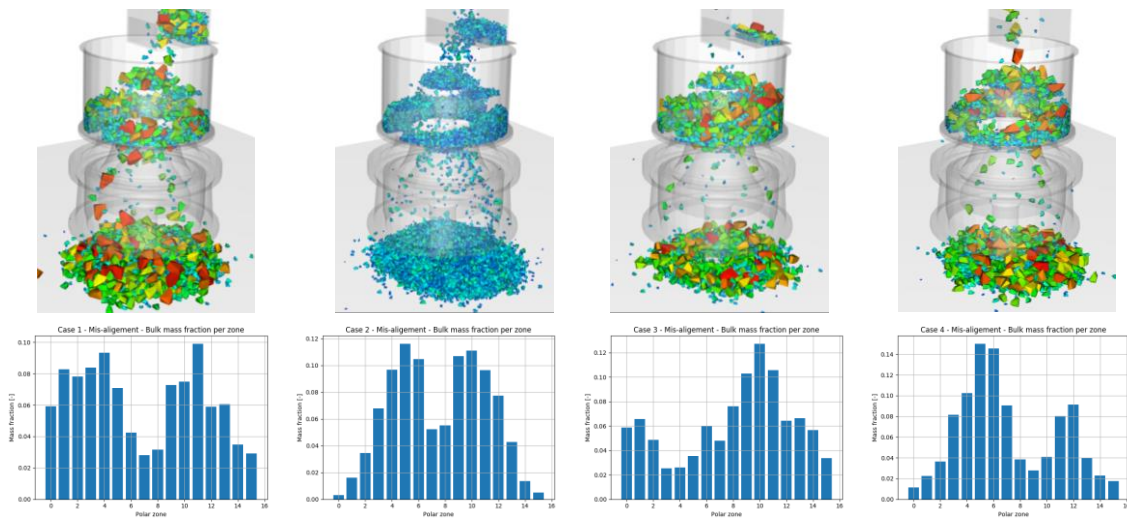 Case 1 - Mis-aligement - Bulk mass fraction per zone
Mass fraction [-]
0.10
0.08
0.06
0.04
0.02
0.00
0 2 4 6 8 10 12 14 16
Polar zone
Case 2 - Mis-aligement - Bulk mass fraction per zone
Mass fraction [-]
0.12
0.10
0.08
0.06
0.04
0.02
0.00
0 2 4 6 8 10 12 14 16
Polar zone
Case 3 - Mis-aligement - Bulk mass fraction per zone
Mass fraction [-]
0.12
0.10
0.08
0.06
0.04
0.02
0.00
0 2 4 6 8 10 12 14 16
Polar zone
Case 4 - Mis-aligement - Bulk mass fraction per zone
Mass fraction [-]
0.14
0.12
0.10
0.08
0.06
0.04
0.02
0.00
0 2 4 6 8 10 12 14 16
Polar zone